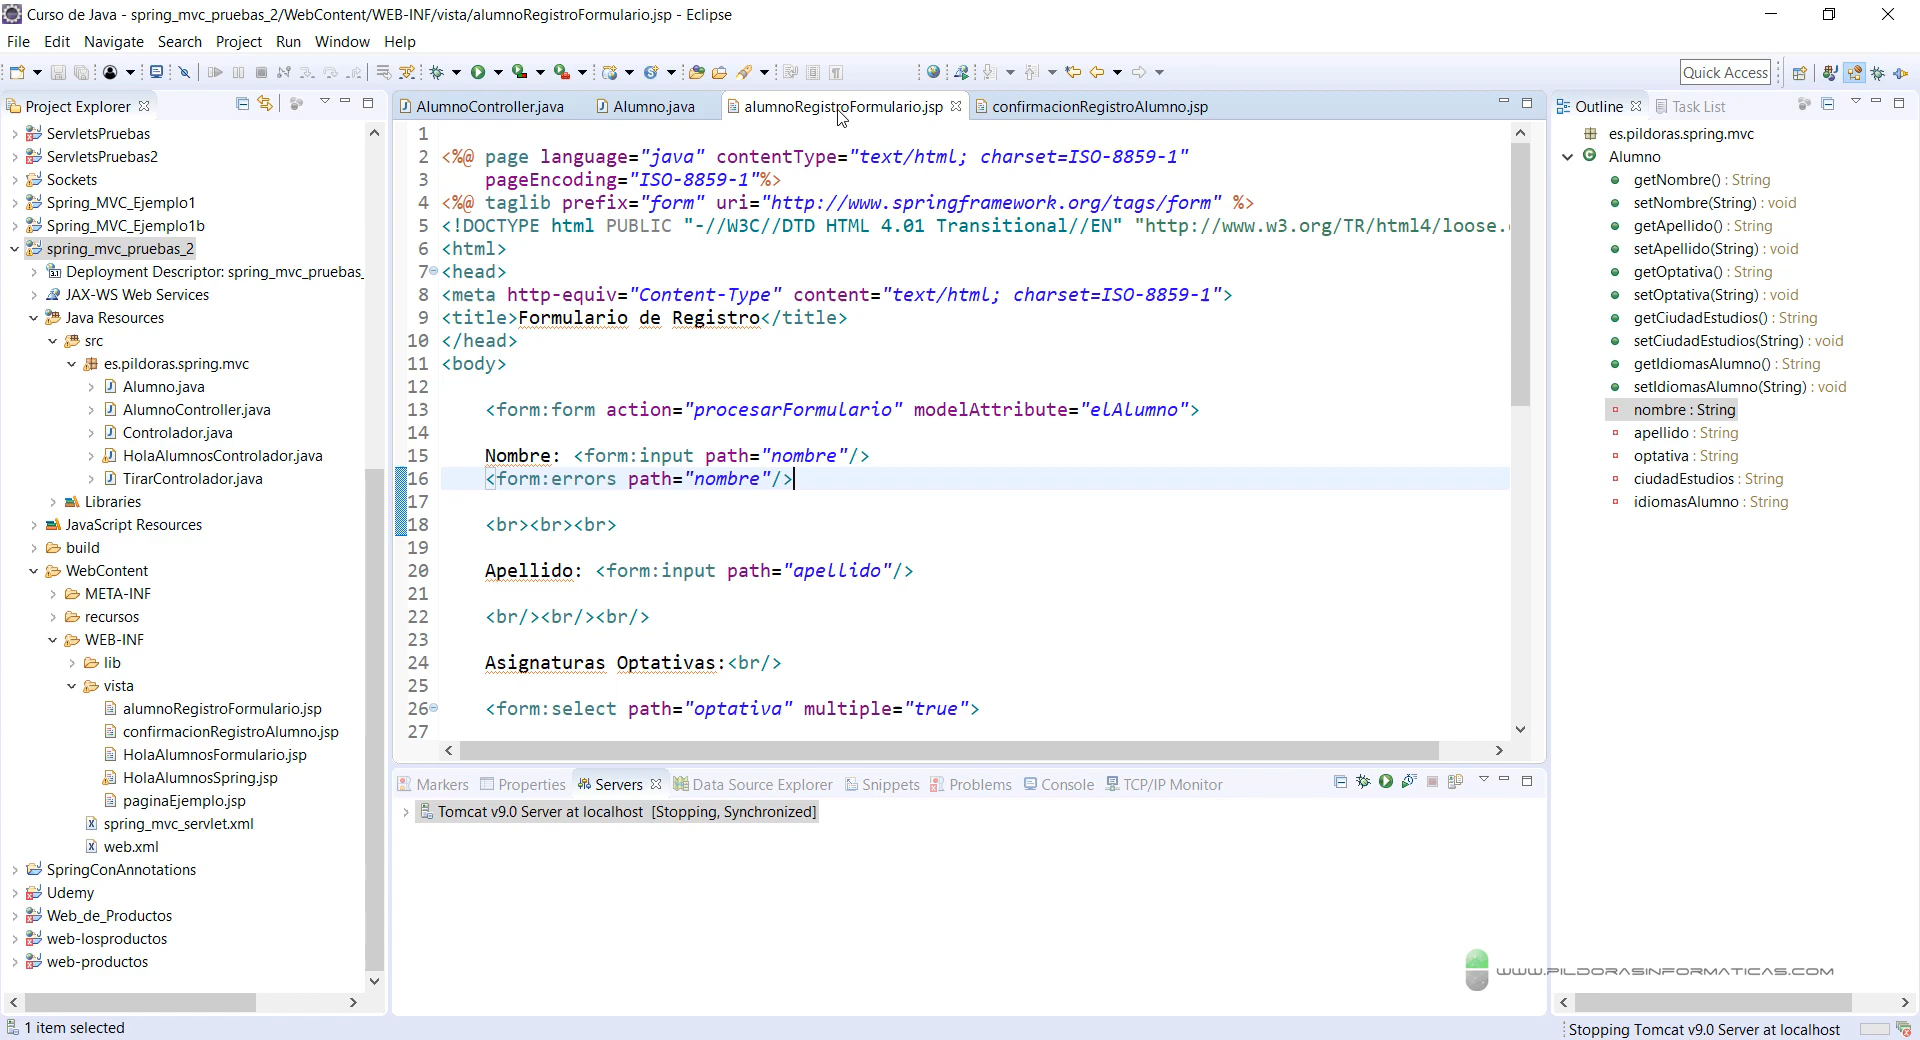 Curso de Java - spring_mvc_pruebas_2/WebContent/WEB-INF/vista/alumnoRegistroFormulario.jsp - Eclipse
File Edit Navigate Search Project Run Window Help
Quick Access
Project Explorer
ServletsPruebas
ServletsPruebas2
Sockets
Spring_MVC_Ejemplo1
Spring_MVC_Ejemplo1b
spring_mvc_pruebas_2
Deployment Descriptor: spring_mvc_pruebas_
JAX-WS Web Services
Java Resources
src
es.pildoras.spring.mvc
Alumno.java
AlumnoController.java
Controlador.java
HolaAlumnosControlador.java
TirarControlador.java
Libraries
JavaScript Resources
build
WebContent
META-INF
recursos
WEB-INF
lib
vista
alumnoRegistroFormulario.jsp
confirmacionRegistroAlumno.jsp
HolaAlumnosFormulario.jsp
HolaAlumnosSpring.jsp
paginaEjemplo.jsp
spring_mvc_servlet.xml
web.xml
SpringConAnnotations
Udemy
Web_de_Productos
web-losproductos
web-productos
AlumnoController.java Alumno.java alumnoRegistroFormulario.jsp confirmacionRegistroAlumno.jsp
1
2 <%@ page language="java" contentType="text/html; charset=ISO-8859-1"
3 pageEncoding="ISO-8859-1"%>
4 <%@ taglib prefix="form" uri="http://www.springframework.org/tags/form" %>
5 <!DOCTYPE html PUBLIC "-//W3C//DTD HTML 4.01 Transitional//EN" "http://www.w3.org/TR/html4/loose.
6 <html>
7 <head>
8 <meta http-equiv="Content-Type" content="text/html; charset=ISO-8859-1">
9 <title>Formulario de Registro</title>
10 </head>
11 <body>
12
13 <form:form action="procesarFormulario" modelAttribute="elAlumno">
14
15 Nombre: <form:input path="nombre"/>
16 <form:errors path="nombre"/>
17
18 <br><br><br>
19
20 Apellido: <form:input path="apellido"/>
21
22 <br/><br/><br/>
23
24 Asignaturas Optativas:<br/>
25
26 <form:select path="optativa" multiple="true">
27
Markers Properties Servers Data Source Explorer Snippets Problems Console TCP/IP Monitor
Tomcat v9.0 Server at localhost [Stopping, Synchronized]
Outline Task List
es.pildoras.spring.mvc
Alumno
getNombre() : String
setNombre(String) : void
getApellido() : String
setApellido(String) : void
getOptativa() : String
setOptativa(String) : void
getCiudadEstudios() : String
setCiudadEstudios(String) : void
getIdiomasAlumno() : String
setIdiomasAlumno(String) : void
nombre : String
apellido : String
optativa : String
ciudadEstudios : String
idiomasAlumno : String
WWW.PILDORASINFORMATICAS.COM
1 item selected
Stopping Tomcat v9.0 Server at localhost